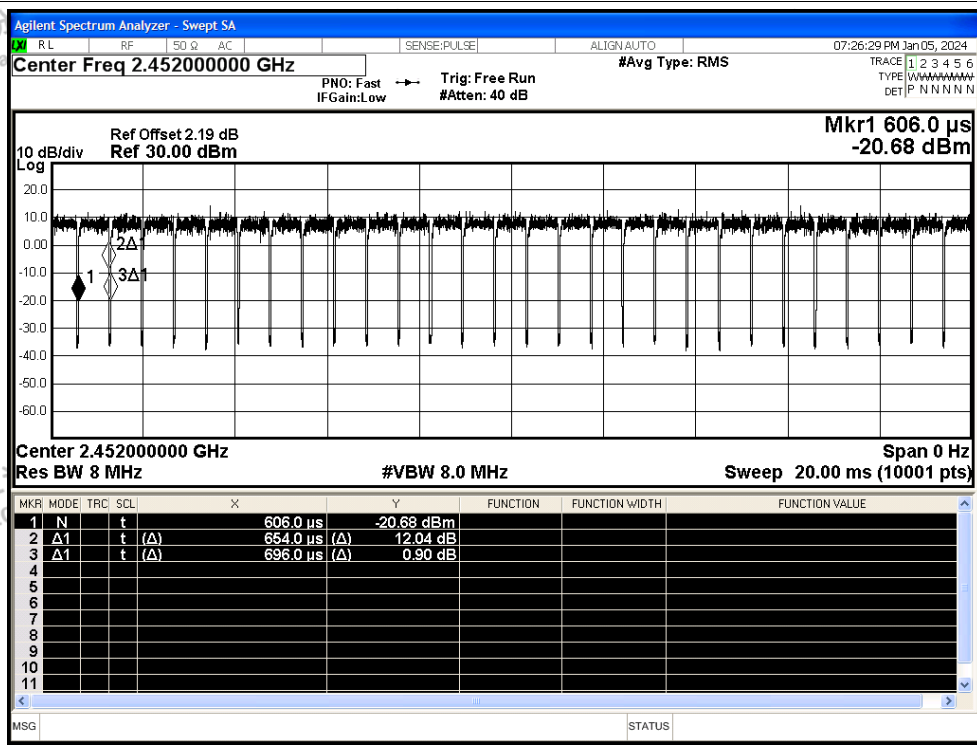 Agilent Spectrum Analyzer - Swept SA
LXI RL RF 50 Ω AC SENSE:PULSE ALIGN AUTO 07:26:29 PM Jan 05, 2024
Center Freq 2.452000000 GHz
PNO: Fast
IFGain:Low
Trig: Free Run
#Atten: 40 dB
#Avg Type: RMS
TRACE 1 2 3 4 5 6
TYPE WWWWWW
DET P N N N N N
Ref Offset 2.19 dB
10 dB/div Ref 30.00 dBm
Log
Mkr1 606.0 µs
-20.68 dBm
20.0
10.0
0.00
-10.0
-20.0
-30.0
-40.0
-50.0
-60.0
2Δ1
1 3Δ1
Center 2.452000000 GHz Span 0 Hz
Res BW 8 MHz #VBW 8.0 MHz Sweep 20.00 ms (10001 pts)
MKR MODE TRC SCL X Y FUNCTION FUNCTION WIDTH FUNCTION VALUE
1 N t 606.0 µs -20.68 dBm
2 Δ1 t (Δ) 654.0 µs (Δ) 12.04 dB
3 Δ1 t (Δ) 696.0 µs (Δ) 0.90 dB
4
5
6
7
8
9
10
11
MSG STATUS